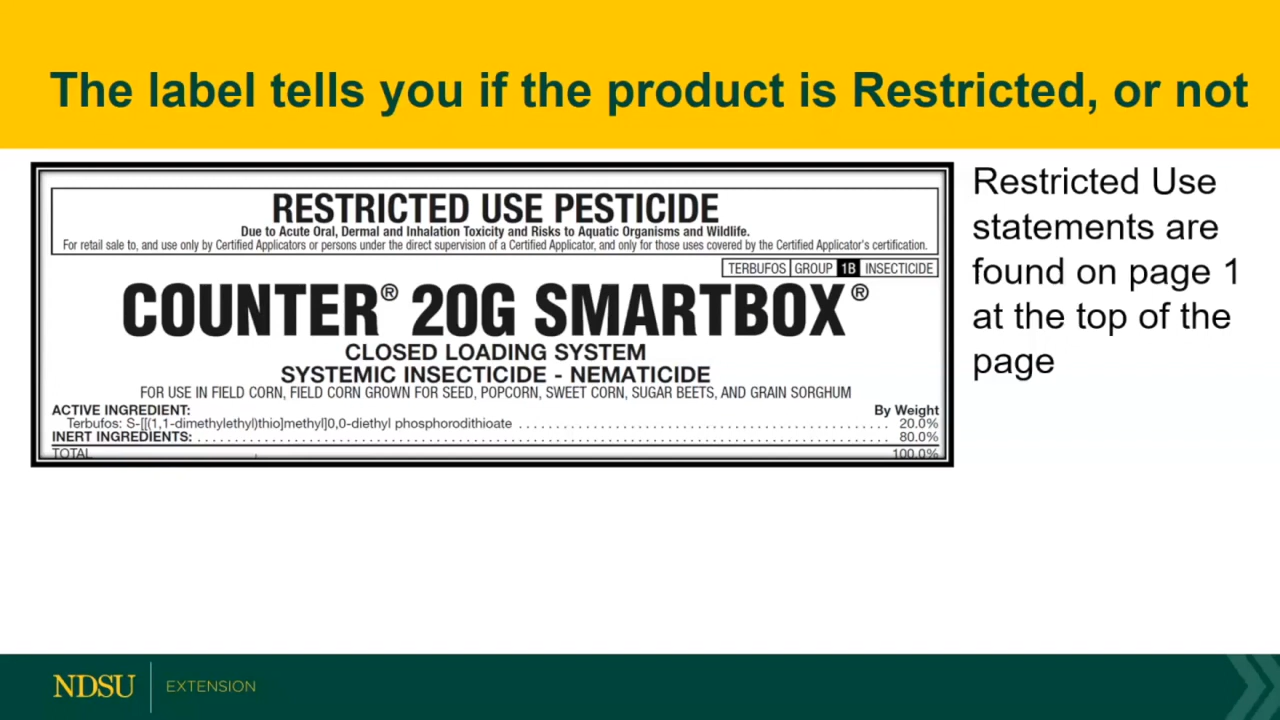 The label tells you if the product is Restricted, or not
RESTRICTED USE PESTICIDE
Due to Acute Oral, Dermal and Inhalation Toxicity and Risks to Aquatic Organisms and Wildlife.
For retail sale to, and use only by Certified Applicators or persons under the direct supervision of a Certified Applicator, and only for those uses covered by the Certified Applicator's certification.
TERBUFOS GROUP 1B INSECTICIDE
COUNTER® 20G SMARTBOX®
CLOSED LOADING SYSTEM
SYSTEMIC INSECTICIDE - NEMATICIDE
FOR USE IN FIELD CORN, FIELD CORN GROWN FOR SEED, POPCORN, SWEET CORN, SUGAR BEETS, AND GRAIN SORGHUM
ACTIVE INGREDIENT: By Weight
Terbufos: S-[[(1,1-dimethylethyl)thio]methyl]0,0-diethyl phosphorodithioate 20.0%
INERT INGREDIENTS: 80.0%
TOTAL 100.0%
Restricted Use
statements are
found on page 1
at the top of the
page
NDSU EXTENSION